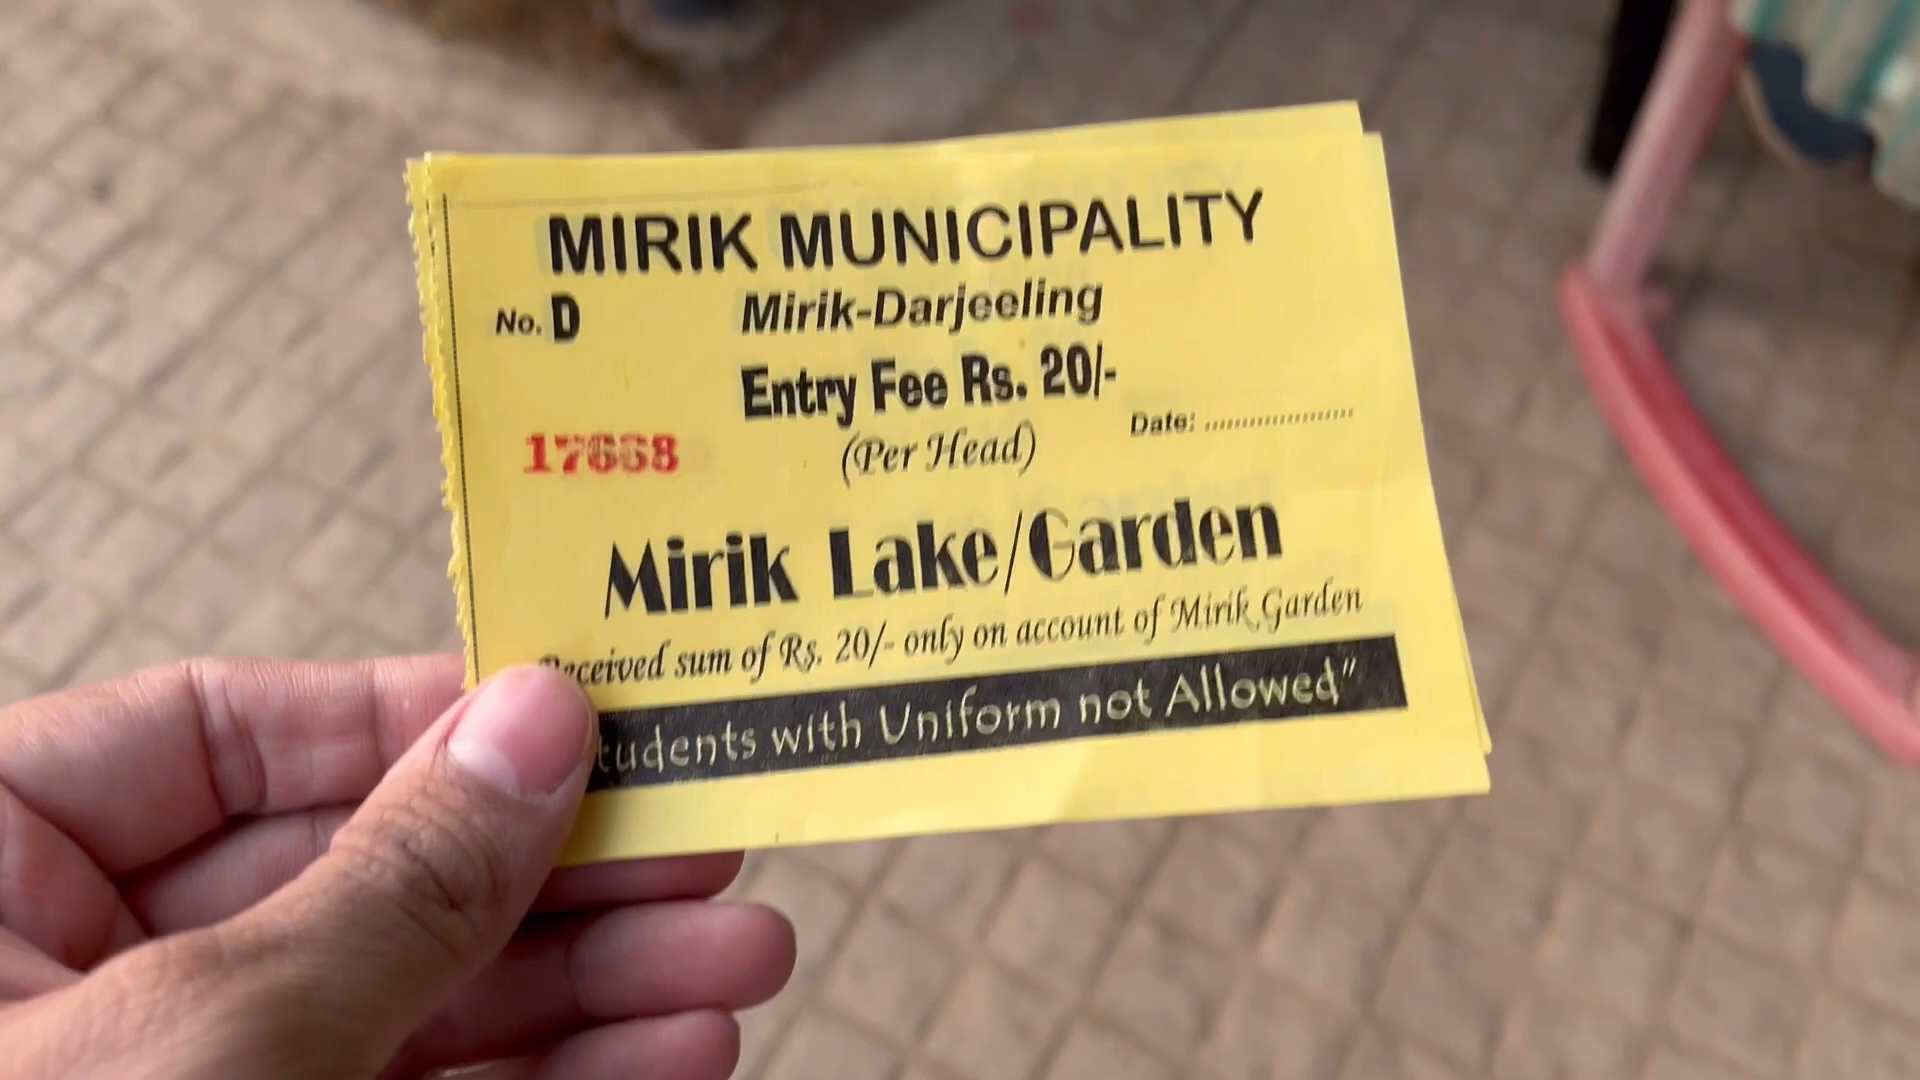 MIRIK MUNICIPALITY
No. D
Mirik-Darjeeling
Entry Fee Rs. 20/-
Date: ....................
(Per Head)
Mirik Lake/Garden
Received sum of Rs. 20/- only on account of Mirik Garden
tudents with Uniform not Allowed"